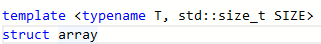 template <typename T, std::size_t SIZE>
struct array